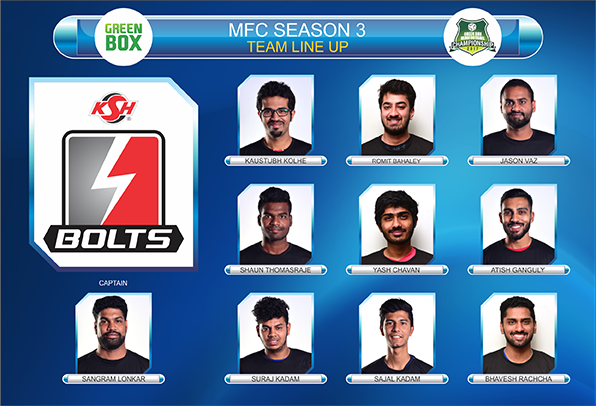 GREEN BOX
MFC SEASON 3
TEAM LINE UP
CHAMPIONSHIP
KSH
BOLTS
KAUSTUBH KOLHE
ROMIT BAHALEY
JASON VAZ
SHAUN THOMASRAJE
YASH CHAVAN
ATISH GANGULY
CAPTAIN
SANGRAM LONKAR
SURAJ KADAM
SAJAL KADAM
BHAVESH RACHCHA